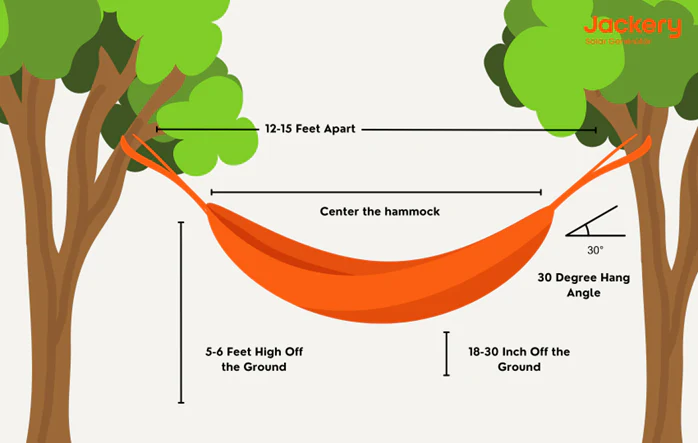 Jackery
Solar Generator
12-15 Feet Apart
Center the hammock
30°
30 Degree Hang
Angle
5-6 Feet High Off
the Ground
18-30 Inch Off the
Ground